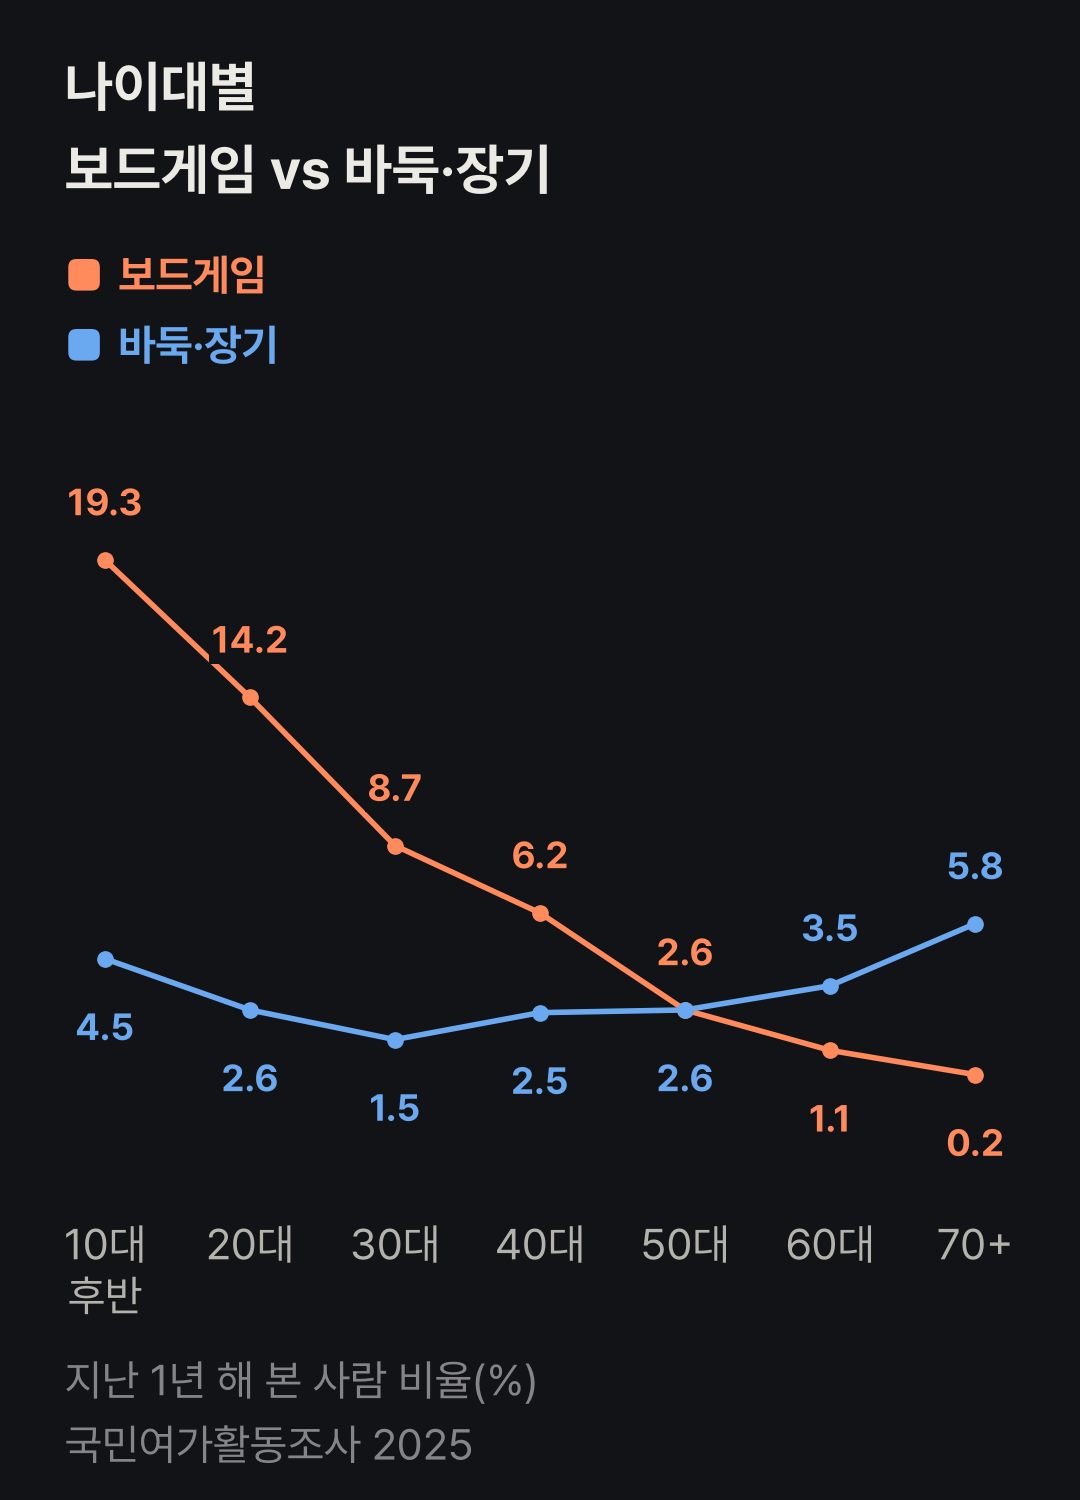 나이대별
보드게임 vs 바둑·장기
보드게임
바둑·장기
19.3
14.2
8.7
6.2
2.6
1.1
0.2
4.5
2.6
1.5
2.5
2.6
3.5
5.8
10대
후반
20대
30대
40대
50대
60대
70+
지난 1년 해 본 사람 비율(%)
국민여가활동조사 2025